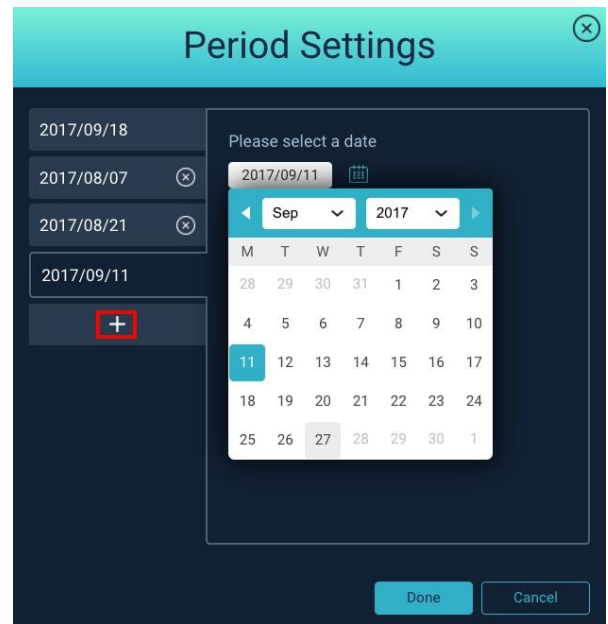 Period Settings
2017/09/18
2017/08/07
2017/08/21
2017/09/11
+
Please select a date
2017/09/11
Sep 2017
M T W T F S S
28 29 30 31 1 2 3
4 5 6 7 8 9 10
11 12 13 14 15 16 17
18 19 20 21 22 23 24
25 26 27 28 29 30 1
Done Cancel